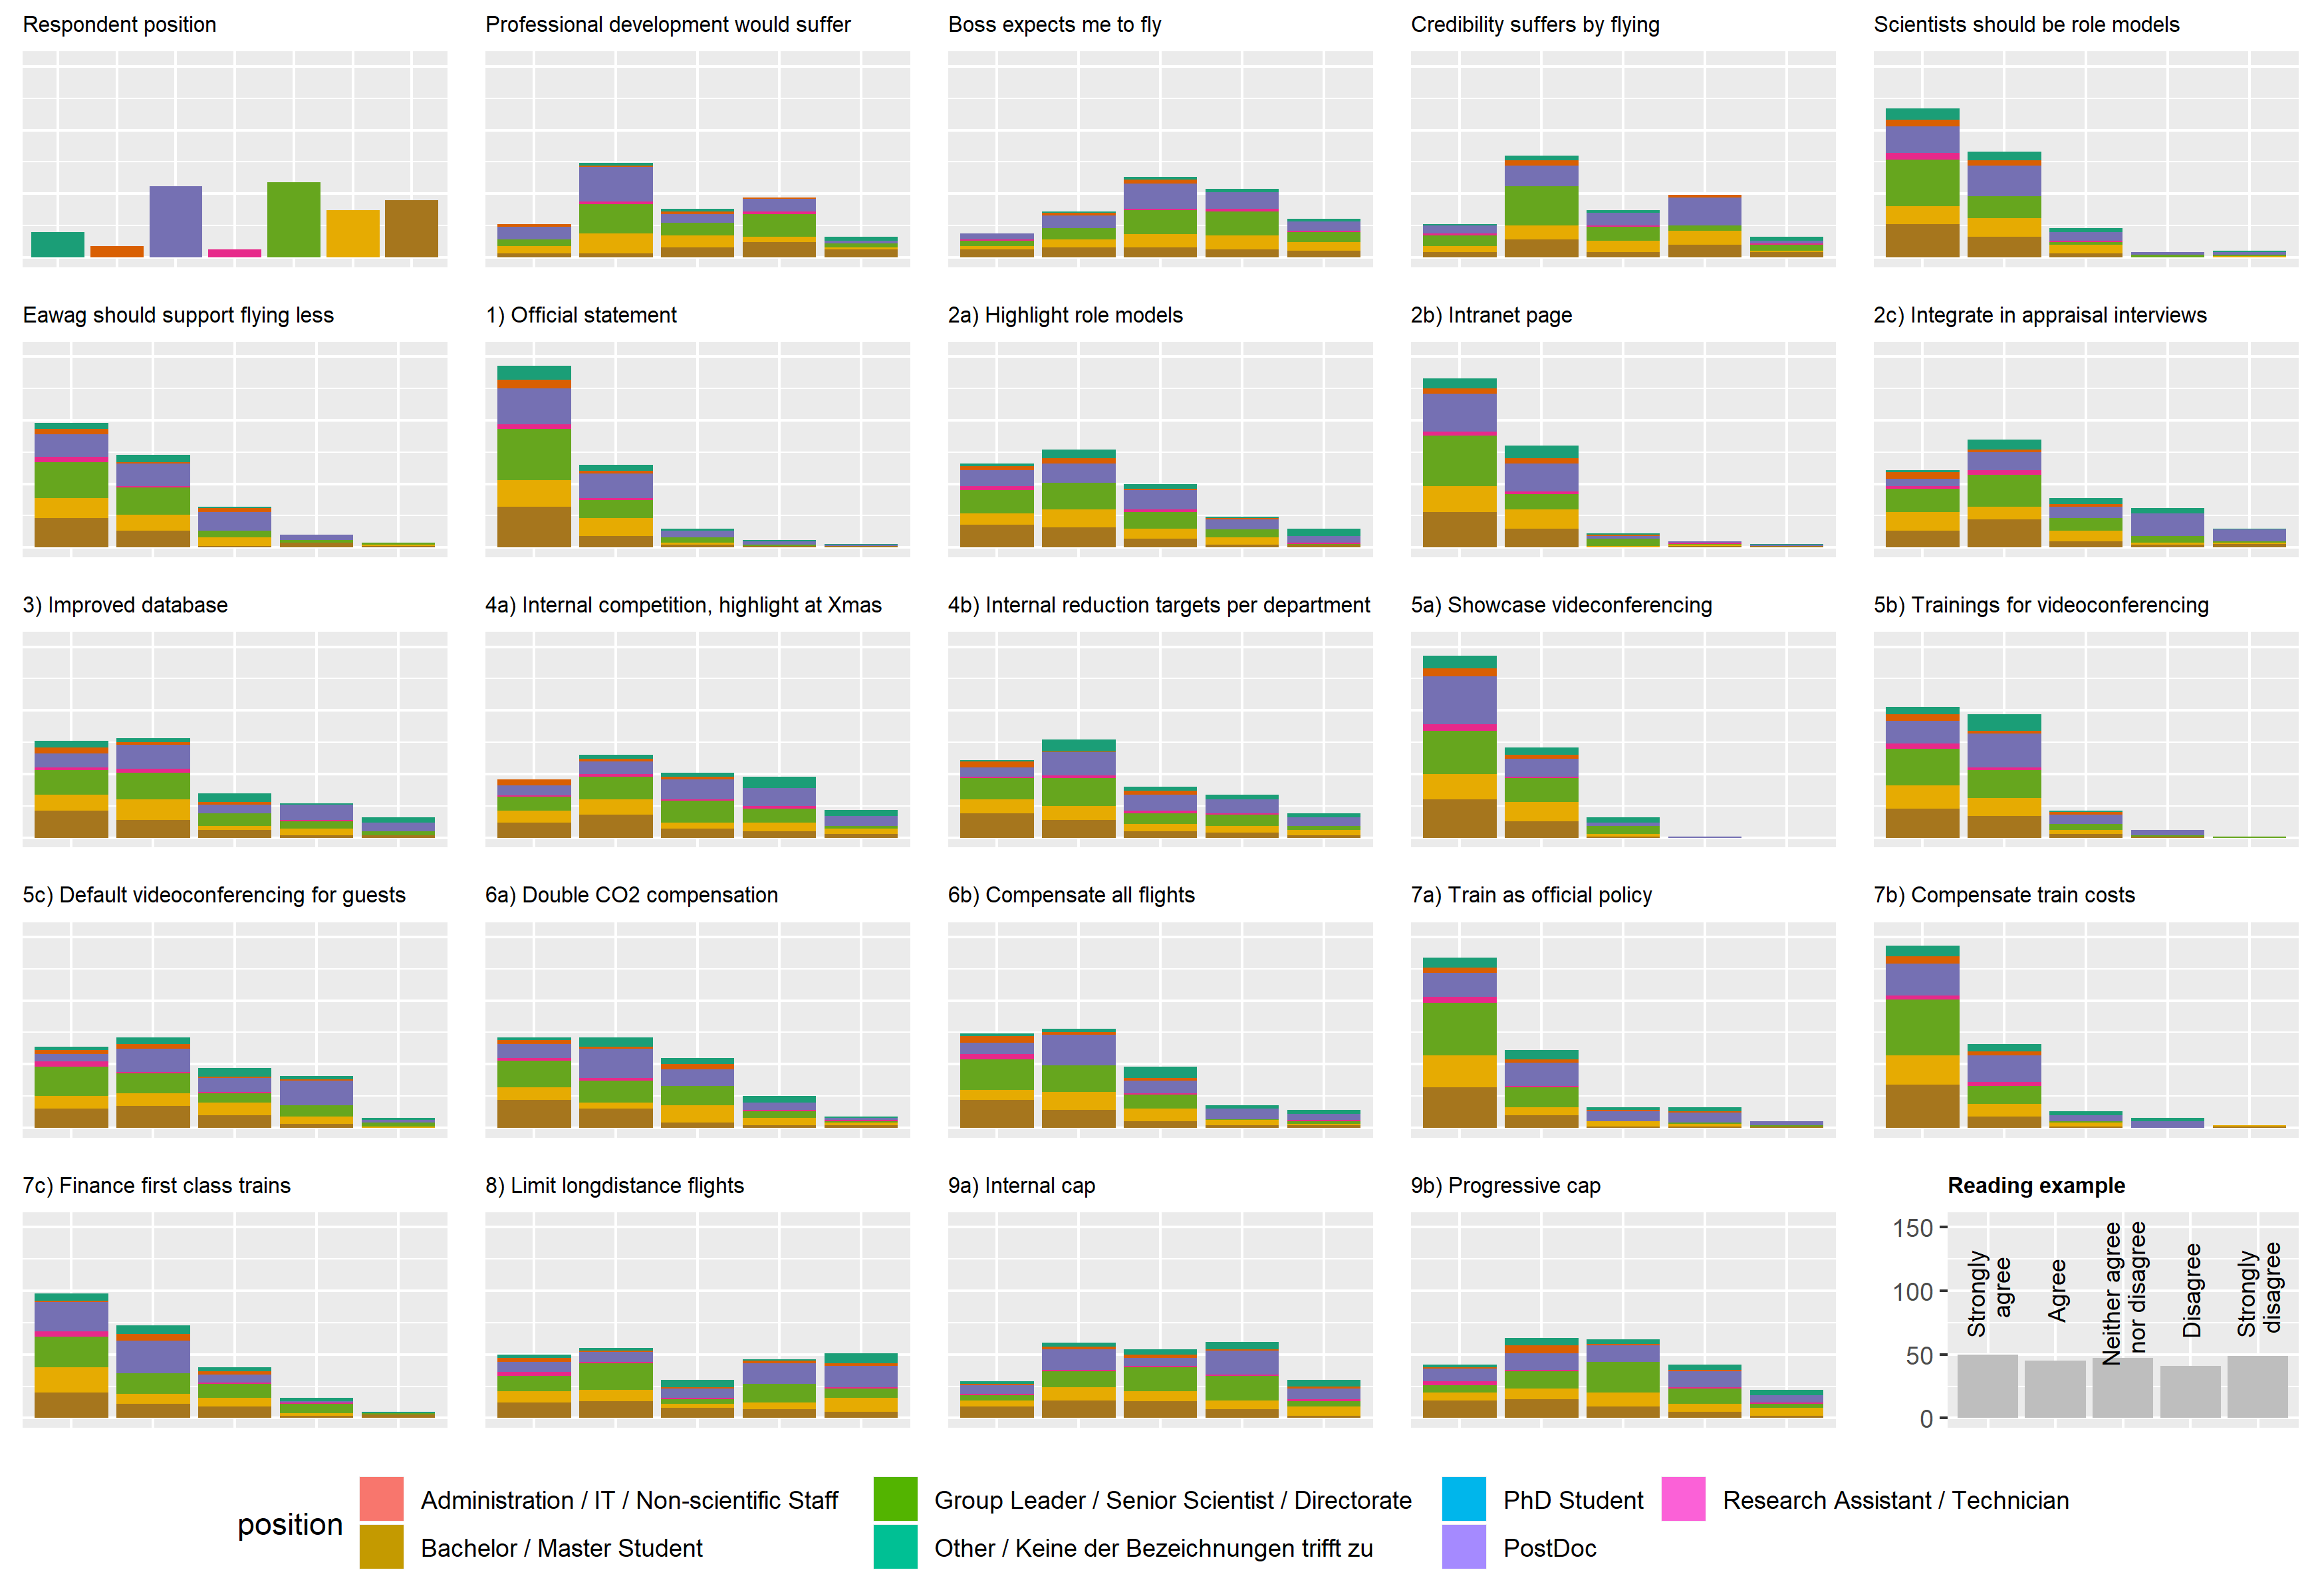 Respondent position
Professional development would suffer
Boss expects me to fly
Credibility suffers by flying
Scientists should be role models
Eawag should support flying less
1) Official statement
2a) Highlight role models
2b) Intranet page
2c) Integrate in appraisal interviews
3) Improved database
4a) Internal competition, highlight at Xmas
4b) Internal reduction targets per department
5a) Showcase videconferencing
5b) Trainings for videoconferencing
5c) Default videoconferencing for guests
6a) Double CO2 compensation
6b) Compensate all flights
7a) Train as official policy
7b) Compensate train costs
7c) Finance first class trains
8) Limit longdistance flights
9a) Internal cap
9b) Progressive cap
Reading example
150
100
50
0
Strongly
agree
Agree
Neither agree
nor disagree
Disagree
Strongly
disagree
position
Administration / IT / Non-scientific Staff
Bachelor / Master Student
Group Leader / Senior Scientist / Directorate
Other / Keine der Bezeichnungen trifft zu
PhD Student
PostDoc
Research Assistant / Technician